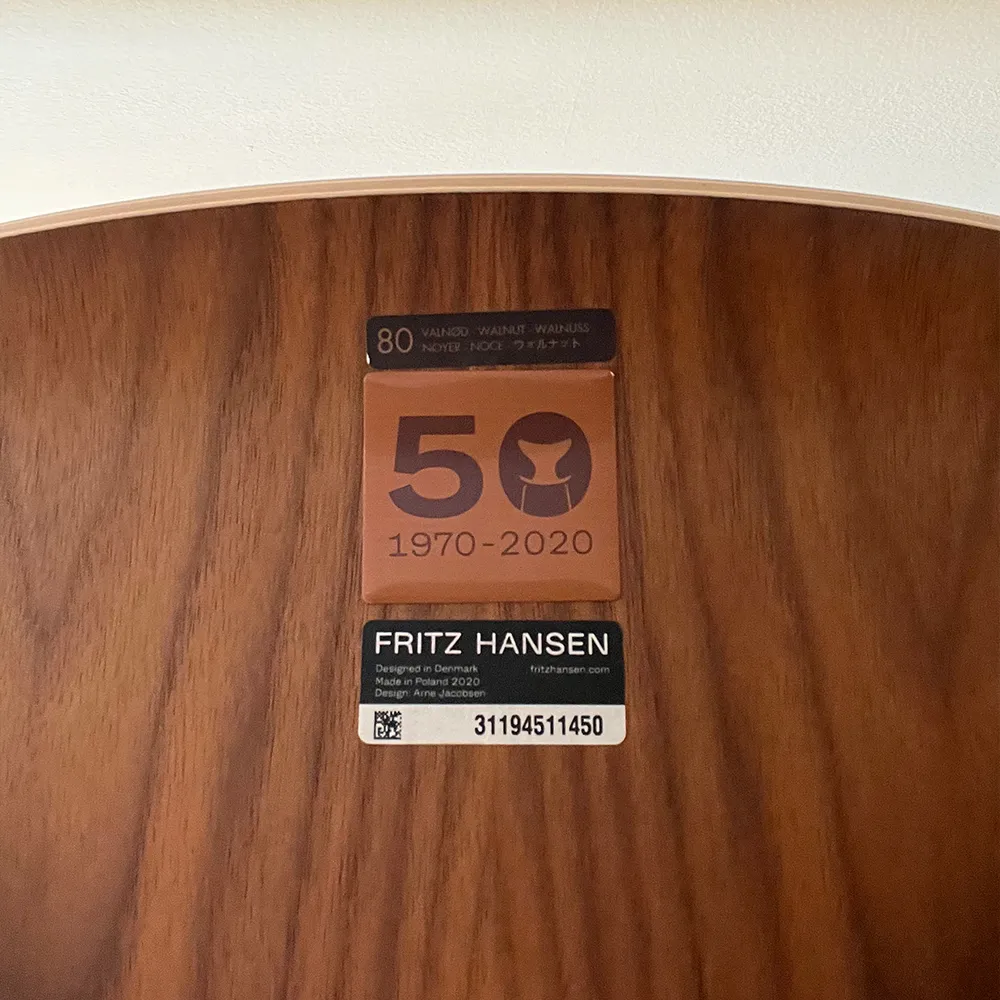 80 VALNØD WALNUT WALNUSS
NOYER NOCE ウォルナット
50
1970-2020
FRITZ HANSEN
Designed in Denmark fritzhansen.com
Made in Poland 2020
Design: Arne Jacobsen
31194511450